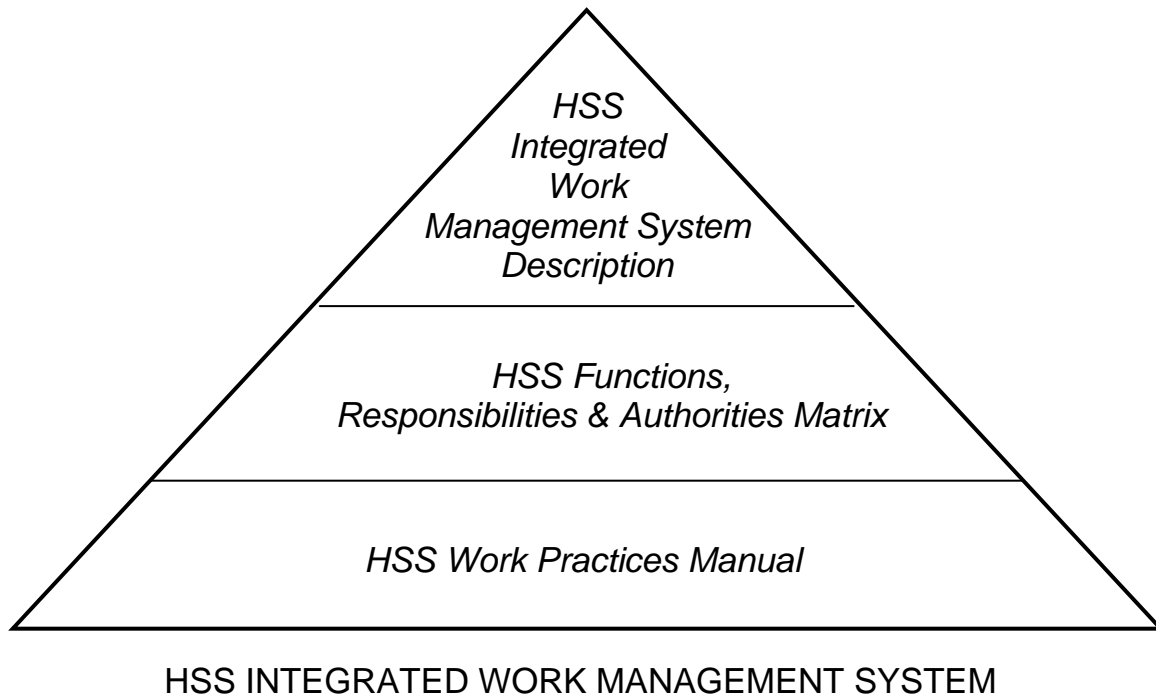 HSS
Integrated
Work
Management System
Description
HSS Functions,
Responsibilities & Authorities Matrix
HSS Work Practices Manual
HSS INTEGRATED WORK MANAGEMENT SYSTEM